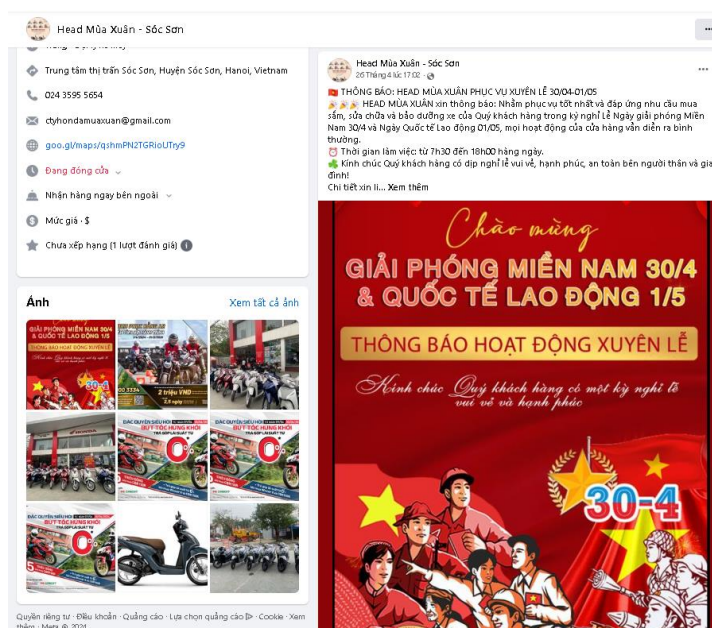 Head Mùa Xuân - Sóc Sơn
Trung tâm thị trấn Sóc Sơn, Huyện Sóc Sơn, Hanoi, Vietnam
024 3595 5654
ctyhondamuaxuan@gmail.com
goo.gl/maps/qshmPN2TGRioUTry9
Đang đóng cửa
Nhận hàng ngay bên ngoài
Mức giá · $
Chưa xếp hạng (1 lượt đánh giá)
Ảnh
Xem tất cả ảnh
GIẢI PHÓNG MIỀN NAM 30/4
& QUỐC TẾ LAO ĐỘNG 1/5
THÔNG BÁO HOẠT ĐỘNG XUYÊN LỄ
30-4
2 triệu VND
HONDA
ĐẶC QUYỀN SIÊU HỜI
BỨT TỐC HỨNG KHỞI
0%
ĐẶC QUYỀN SIÊU HỜI
BỨT TỐC HỨNG KHỞI
0%
ĐẶC QUYỀN SIÊU HỜI
BỨT TỐC HỨNG KHỞI
0%
Quyền riêng tư · Điều khoản · Quảng cáo · Lựa chọn quảng cáo · Cookie · Xem
thêm · Meta © 2024
Head Mùa Xuân - Sóc Sơn
26 Tháng 4 lúc 17:02 ·
THÔNG BÁO: HEAD MÙA XUÂN PHỤC VỤ XUYÊN LỄ 30/04-01/05
HEAD MÙA XUÂN xin thông báo: Nhằm phục vụ tốt nhất và đáp ứng nhu cầu mua
sắm, sửa chữa và bảo dưỡng xe của Quý khách hàng trong kỳ nghỉ Lễ Ngày giải phóng Miền
Nam 30/4 và Ngày Quốc tế Lao động 01/05, mọi hoạt động của cửa hàng vẫn diễn ra bình
thường.
Thời gian làm việc: từ 7h30 đến 18h00 hàng ngày.
Kính chúc Quý khách hàng có dịp nghỉ lễ vui vẻ, hạnh phúc, an toàn bên người thân và gia
đình!
Chi tiết xin li... Xem thêm
Chào mừng
GIẢI PHÓNG MIỀN NAM 30/4
& QUỐC TẾ LAO ĐỘNG 1/5
THÔNG BÁO HOẠT ĐỘNG XUYÊN LỄ
Kính chúc Quý khách hàng có một kỳ nghỉ lễ
vui vẻ và hạnh phúc
30-4